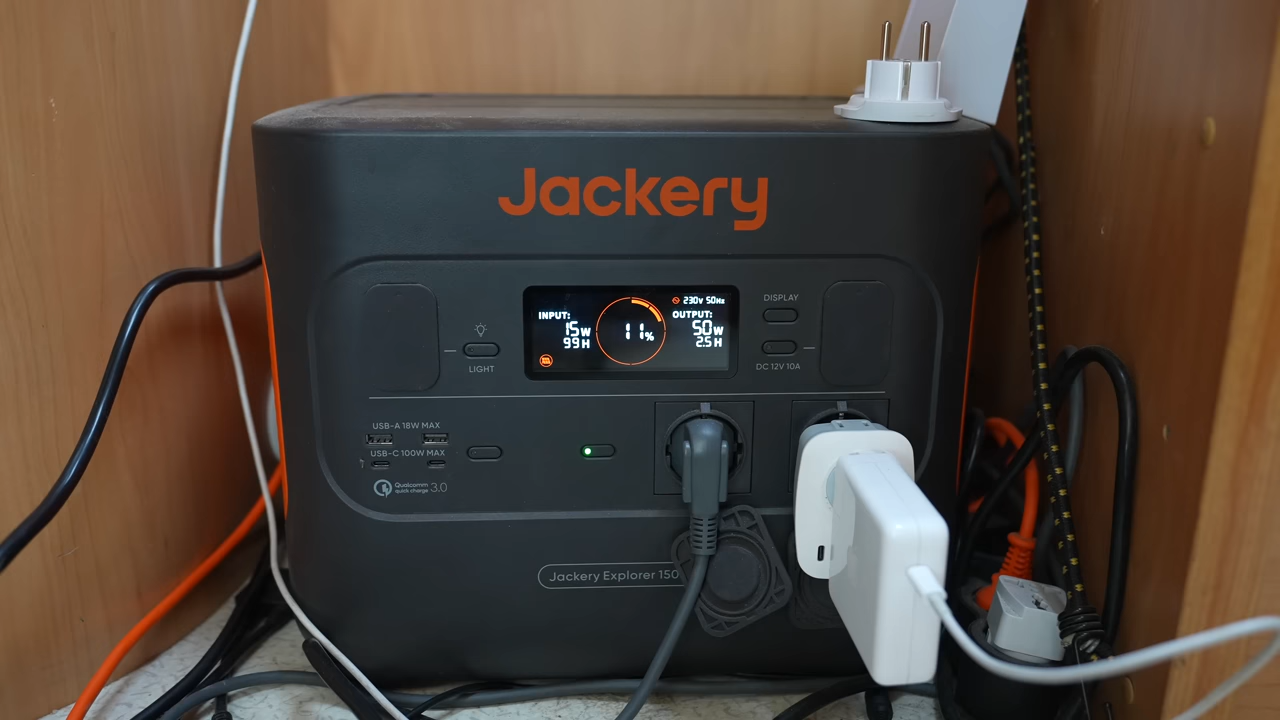 Jackery
230V 50Hz
INPUT:
15W
99H
11%
OUTPUT:
50W
2.5H
LIGHT
DISPLAY
DC 12V 10A
USB-A 18W MAX
USB-C 100W MAX
Qualcomm
quick charge 3.0
Jackery Explorer 150